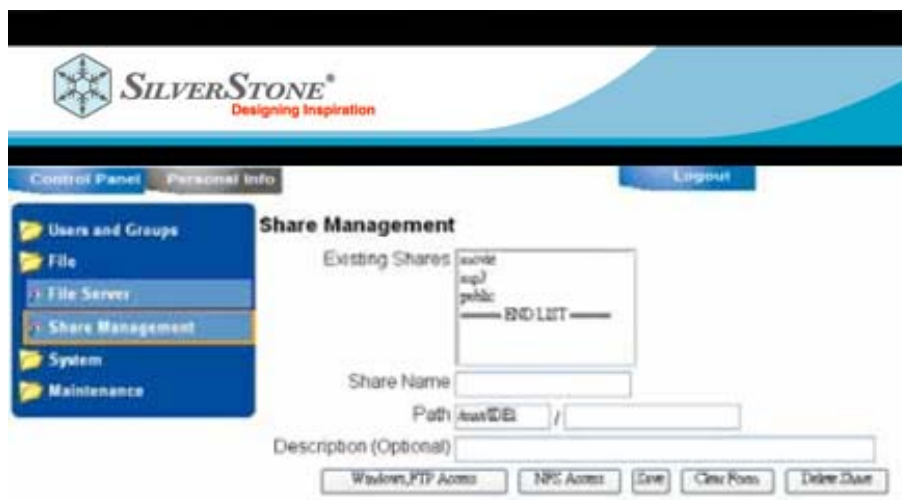 SILVERSTONE®
Designing Inspiration
Control Panel Personal Info Logout
Users and Groups
File
File Server
Share Management
System
Maintenance
Share Management
Existing Shares
movie
mp3
public
END LIST
Share Name
Path /
Description (Optional)
Windows,FTP Access NFS Access Save Clear Form Delete Share